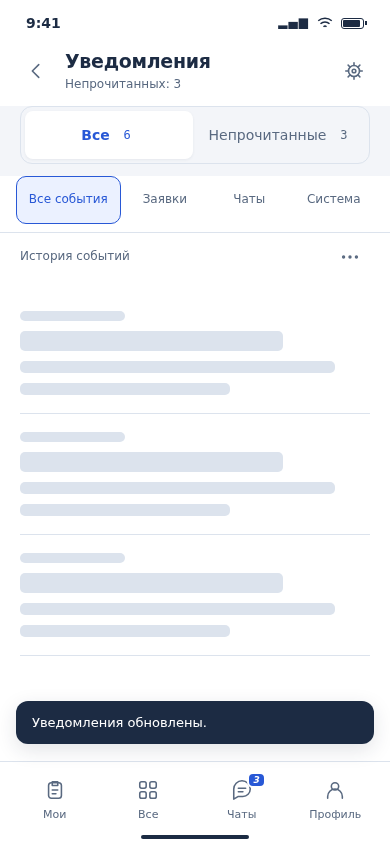 9:41
Уведомления
Непрочитанных: 3
Все 6 Непрочитанные 3
Все события Заявки Чаты Система
История событий
Уведомления обновлены.
3
Мои Все Чаты Профиль